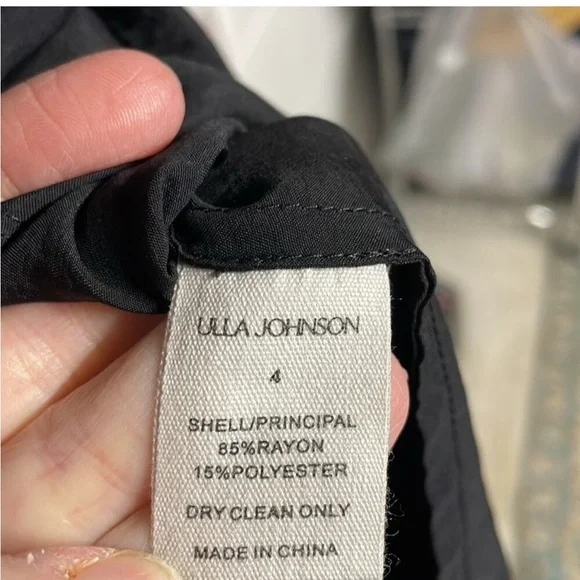 ULLA JOHNSON
4
SHELL/PRINCIPAL
85%RAYON
15%POLYESTER
DRY CLEAN ONLY
MADE IN CHINA